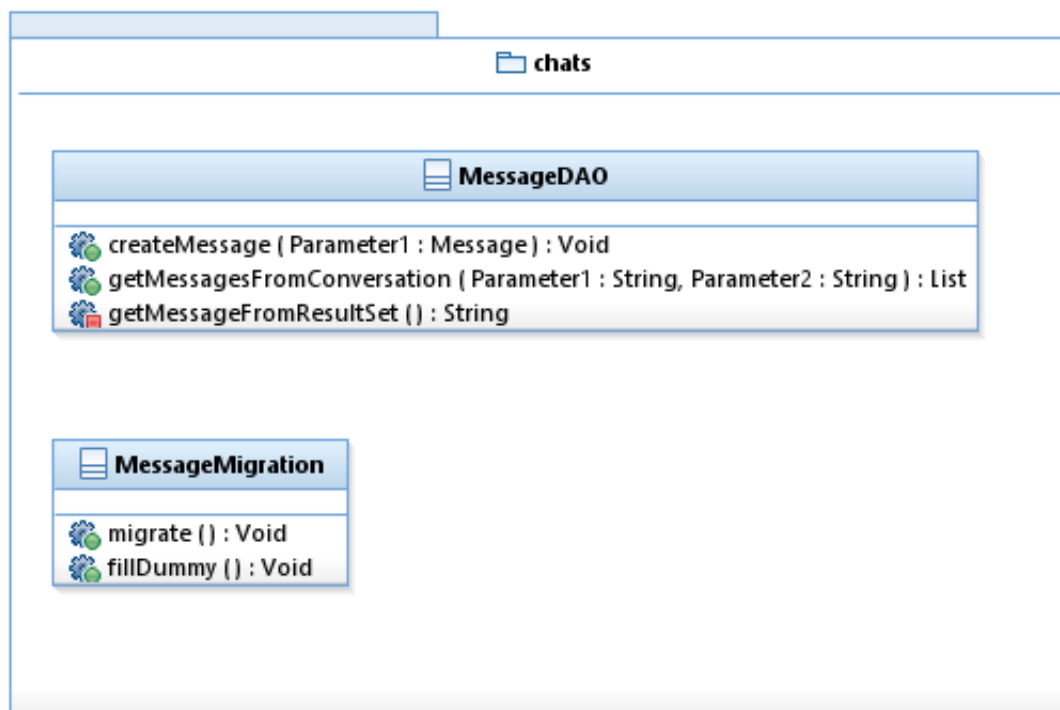 chats
MessageDAO
createMessage ( Parameter1 : Message ) : Void
getMessagesFromConversation ( Parameter1 : String, Parameter2 : String ) : List
getMessageFromResultSet ( ) : String
MessageMigration
migrate ( ) : Void
fillDummy ( ) : Void